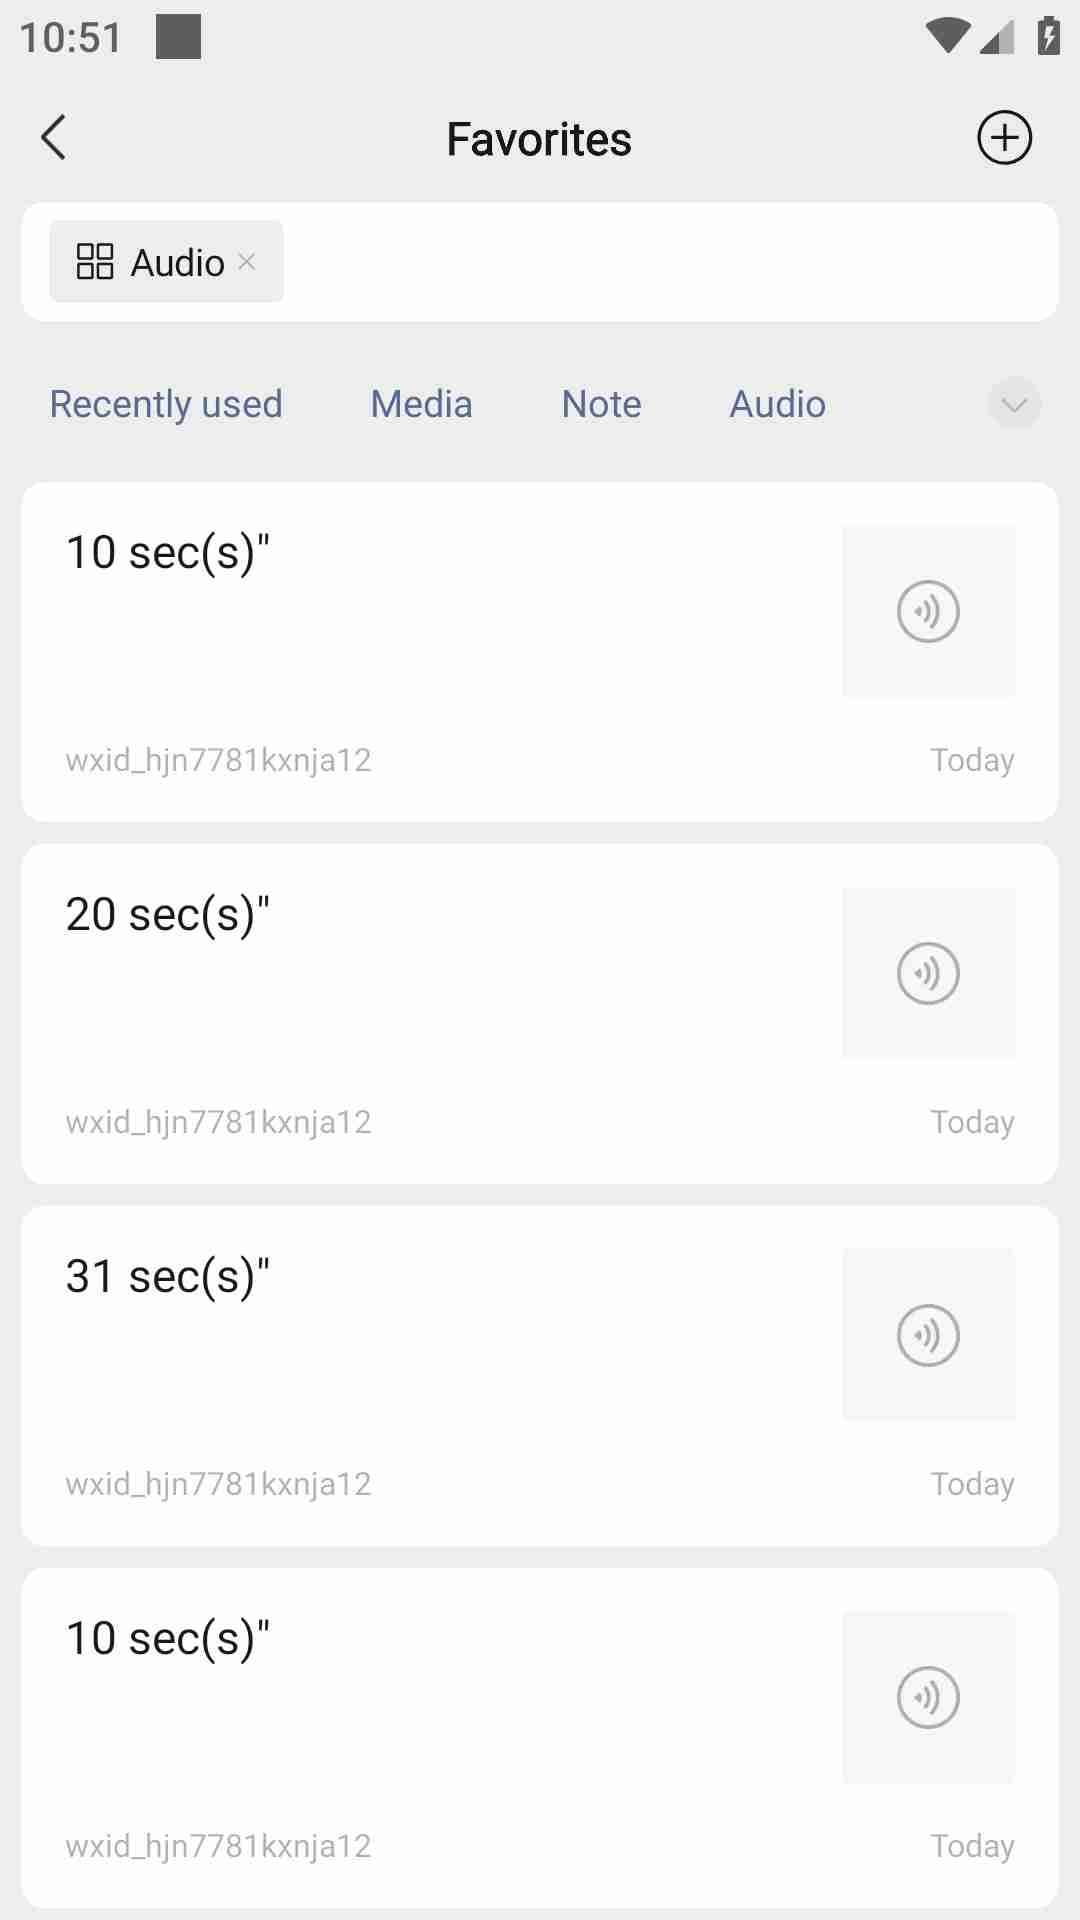 10:51
Favorites
Audio
Recently used Media Note Audio
10 sec(s)"
wxid_hjn7781kxnja12 Today
20 sec(s)"
wxid_hjn7781kxnja12 Today
31 sec(s)"
wxid_hjn7781kxnja12 Today
10 sec(s)"
wxid_hjn7781kxnja12 Today